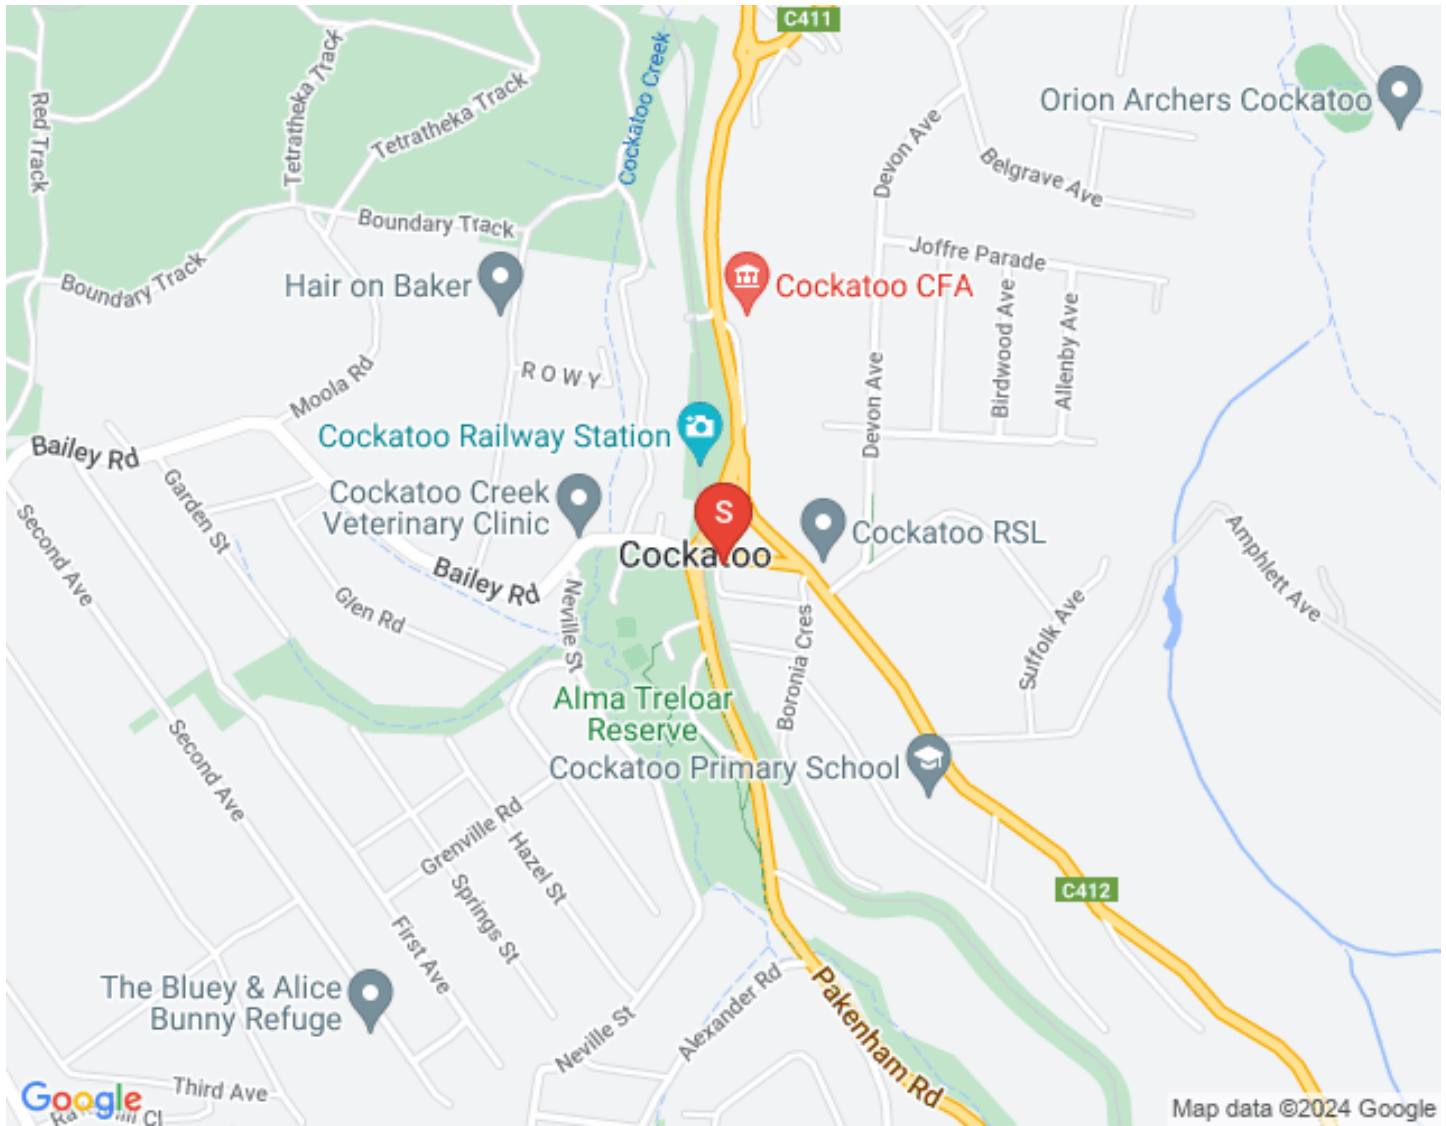 C411
Cockatoo Creek
Red Track
Tetratheka Track
Tetratheka Track
Orion Archers Cockatoo
Devon Ave
Belgrave Ave
Boundary Track
Boundary Track
Joffre Parade
Hair on Baker
Cockatoo CFA
Birdwood Ave
Allenby Ave
ROWY
Moola Rd
Devon Ave
Cockatoo Railway Station
Bailey Rd
Garden St
Second Ave
Cockatoo Creek
Veterinary Clinic
S
Cockatoo RSL
Amphlett Ave
Cockatoo
Bailey Rd
Glen Rd
Neville St
Boronia Cres
Suffolk Ave
Alma Treloar
Reserve
Second Ave
Cockatoo Primary School
Grenville Rd
Hazel St
Springs St
First Ave
C412
The Bluey & Alice
Bunny Refuge
Neville St
Alexander Rd
Pakenham Rd
Third Ave
Google
Cl
Map data ©2024 Google